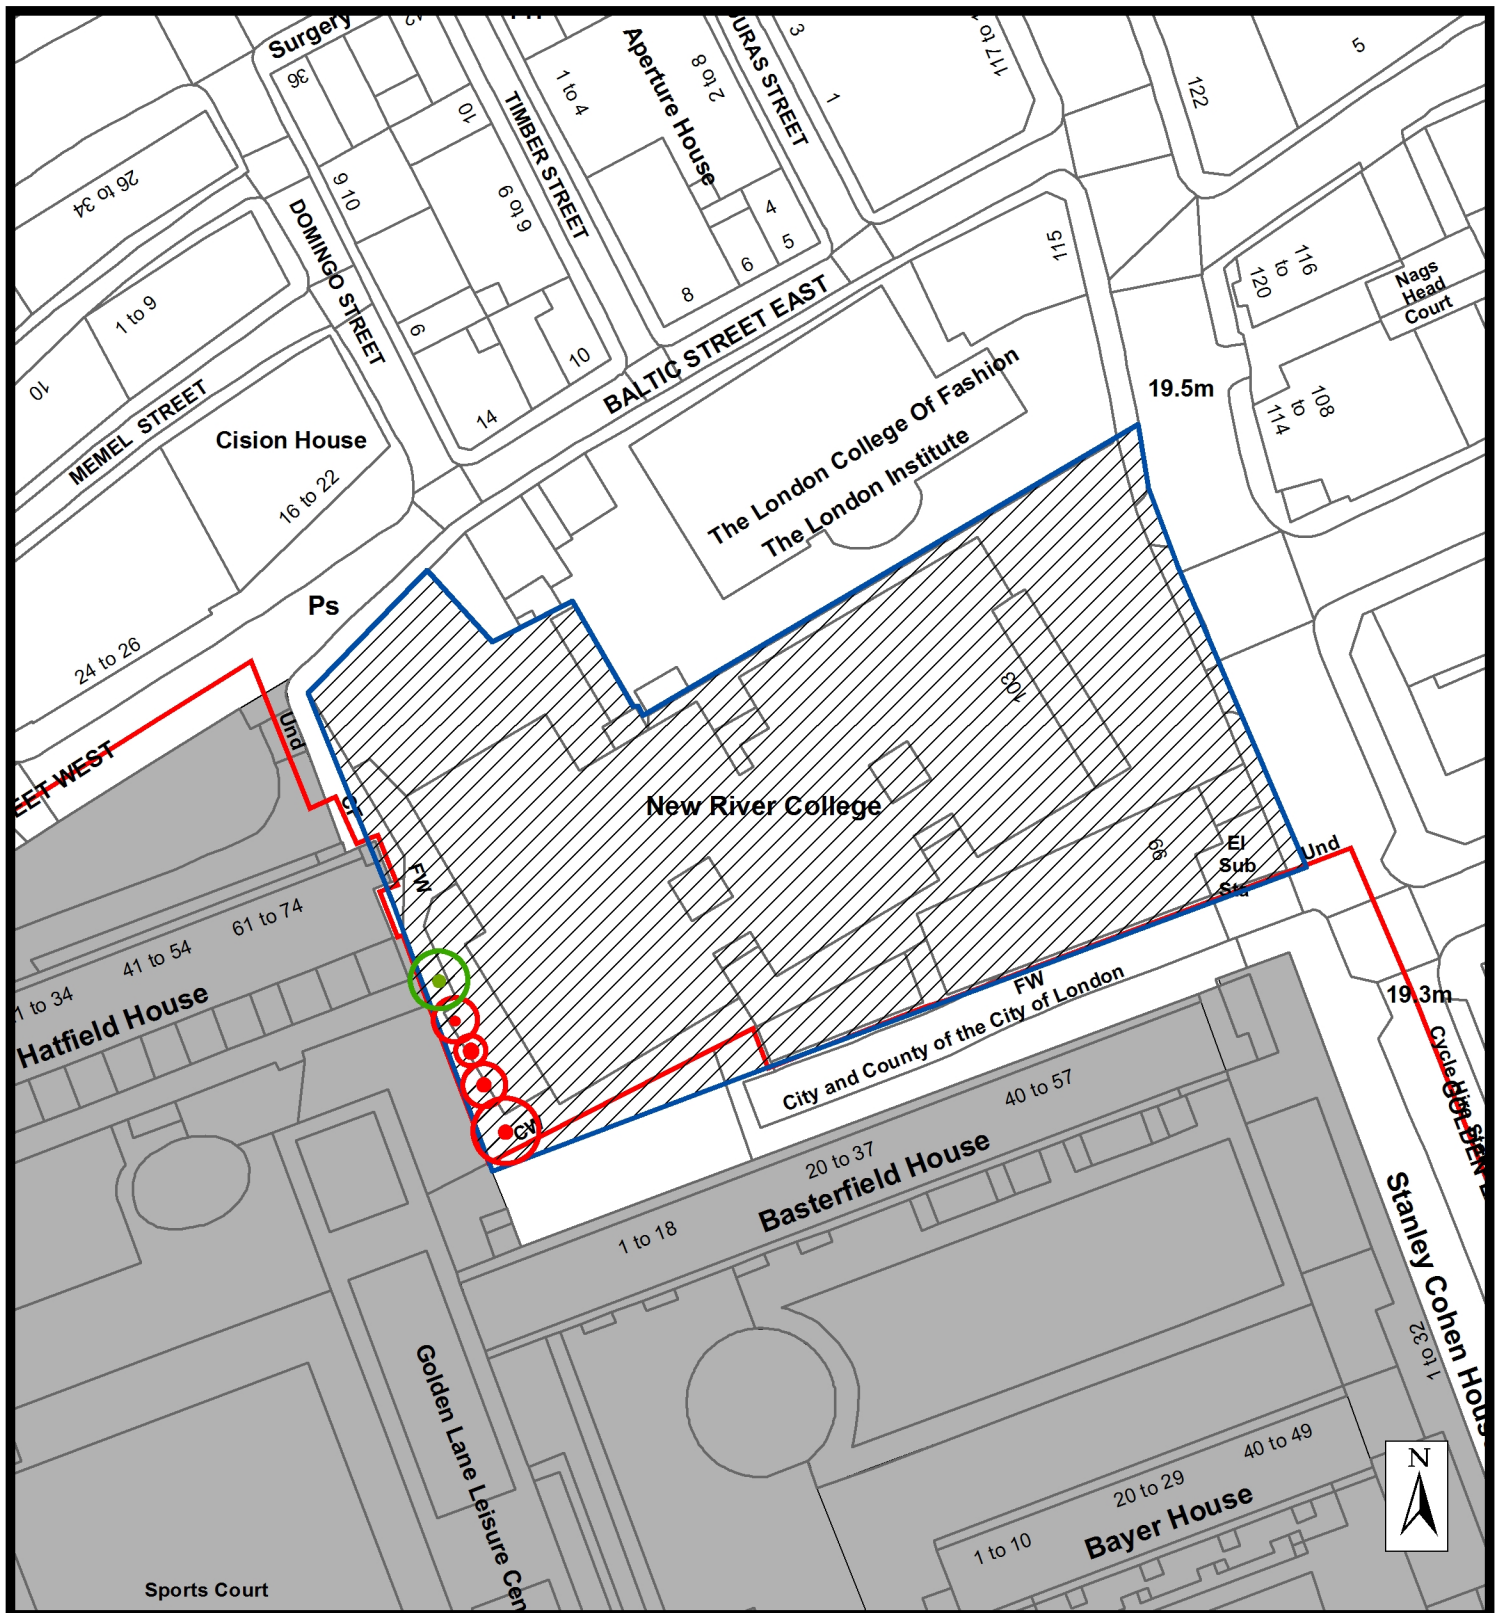 Surgery
36
12
10
TIMBER STREET
1 to 4
Aperture House
2 to 8
URAS STREET
3
1
117 to 1
122
5
26 to 34
DOMINGO STREET
6 to 9
4
5
6
8
115
116
to
120
Nags
Head
Court
1 to 9
10
MEMEL STREET
Cision House
16 to 22
9
10
14
BALTIC STREET EAST
The London College Of Fashion
The London Institute
19.5m
108
to
114
Ps
24 to 26
EET WEST
Und
FW
New River College
103
99
El
Sub
Sta
Und
61 to 74
41 to 54
1 to 34
Hatfield House
FW
City and County of the City of London
19.3m
40 to 57
20 to 37
Basterfield House
1 to 18
Stanley Cohen Hous
1 to 32
Golden Lane Leisure Cen
40 to 49
20 to 29
Bayer House
1 to 10
Sports Court
N